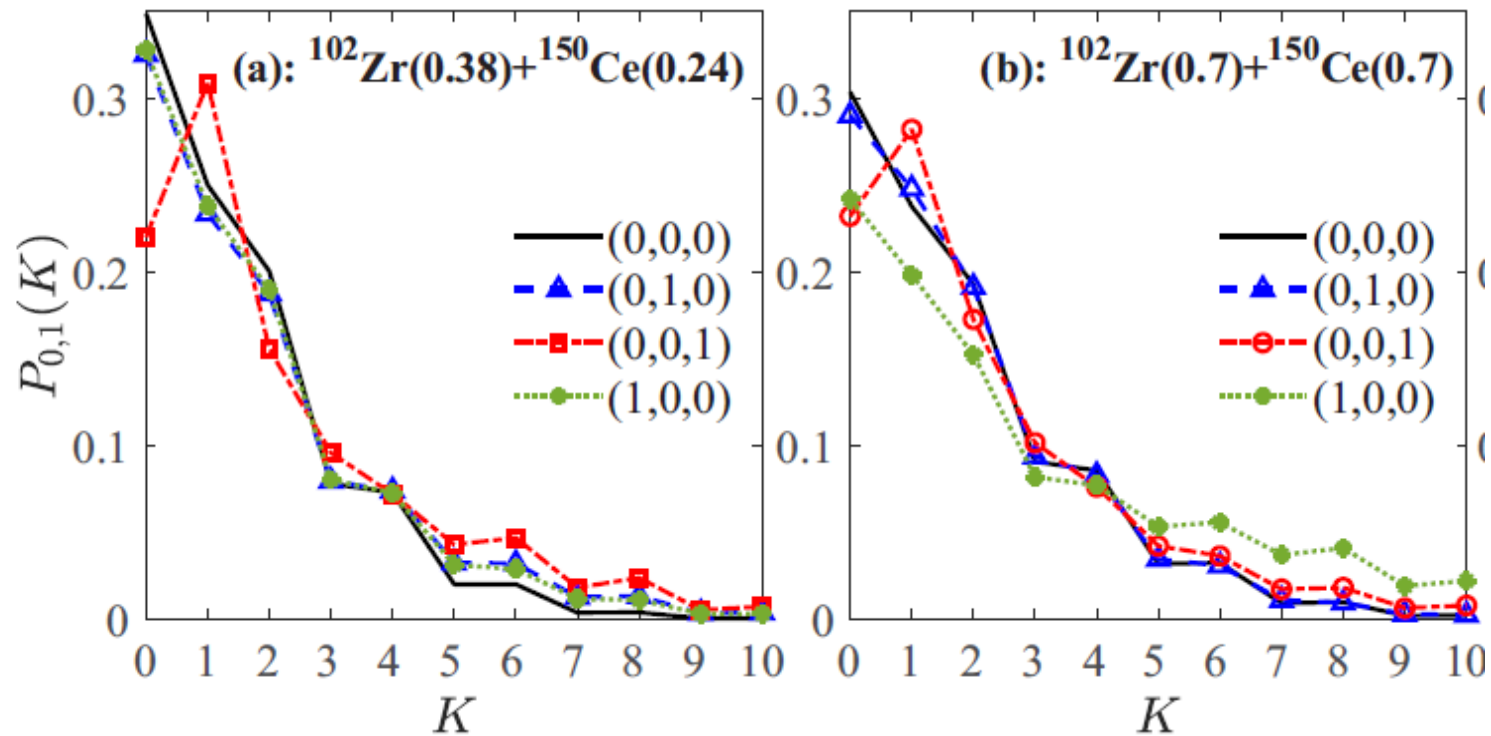 (a): ¹⁰²Zr(0.38)+¹⁵⁰Ce(0.24)
P₀,₁(K)
0.3
0.2
0.1
0
(0,0,0)
(0,1,0)
(0,0,1)
(1,0,0)
0 1 2 3 4 5 6 7 8 9 10
K
(b): ¹⁰²Zr(0.7)+¹⁵⁰Ce(0.7)
0.3
0.2
0.1
0
(0,0,0)
(0,1,0)
(0,0,1)
(1,0,0)
0 1 2 3 4 5 6 7 8 9 10
K
0
0
0